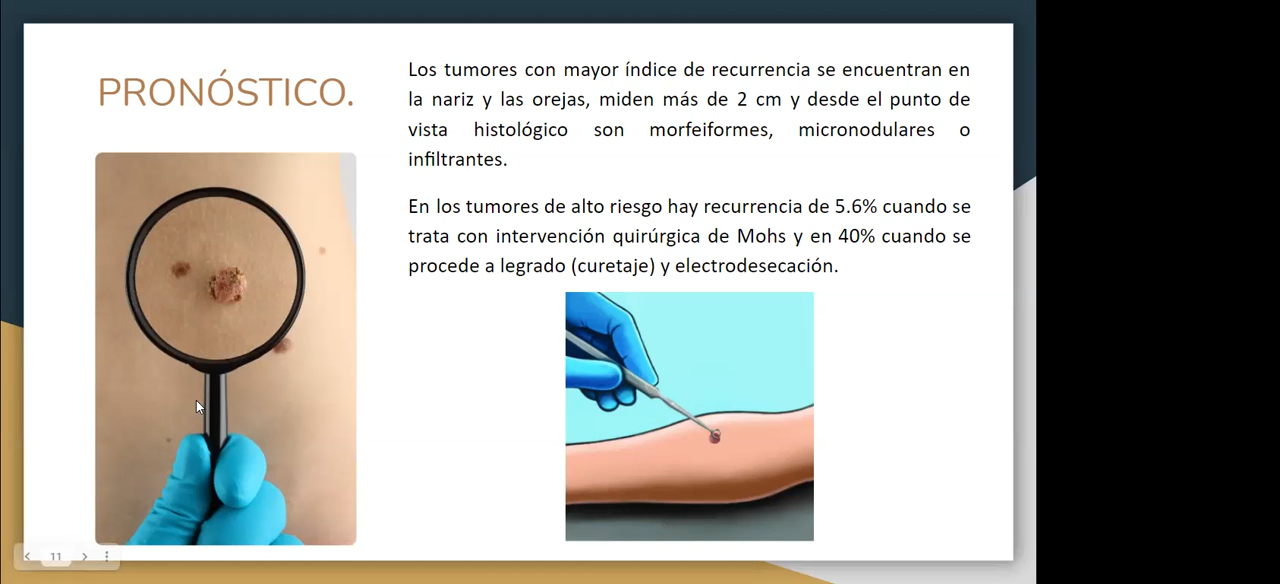 PRONÓSTICO.
Los tumores con mayor índice de recurrencia se encuentran en
la nariz y las orejas, miden más de 2 cm y desde el punto de
vista histológico son morfeiformes, micronodulares o
infiltrantes.
En los tumores de alto riesgo hay recurrencia de 5.6% cuando se
trata con intervención quirúrgica de Mohs y en 40% cuando se
procede a legrado (curetaje) y electrodesecación.
11